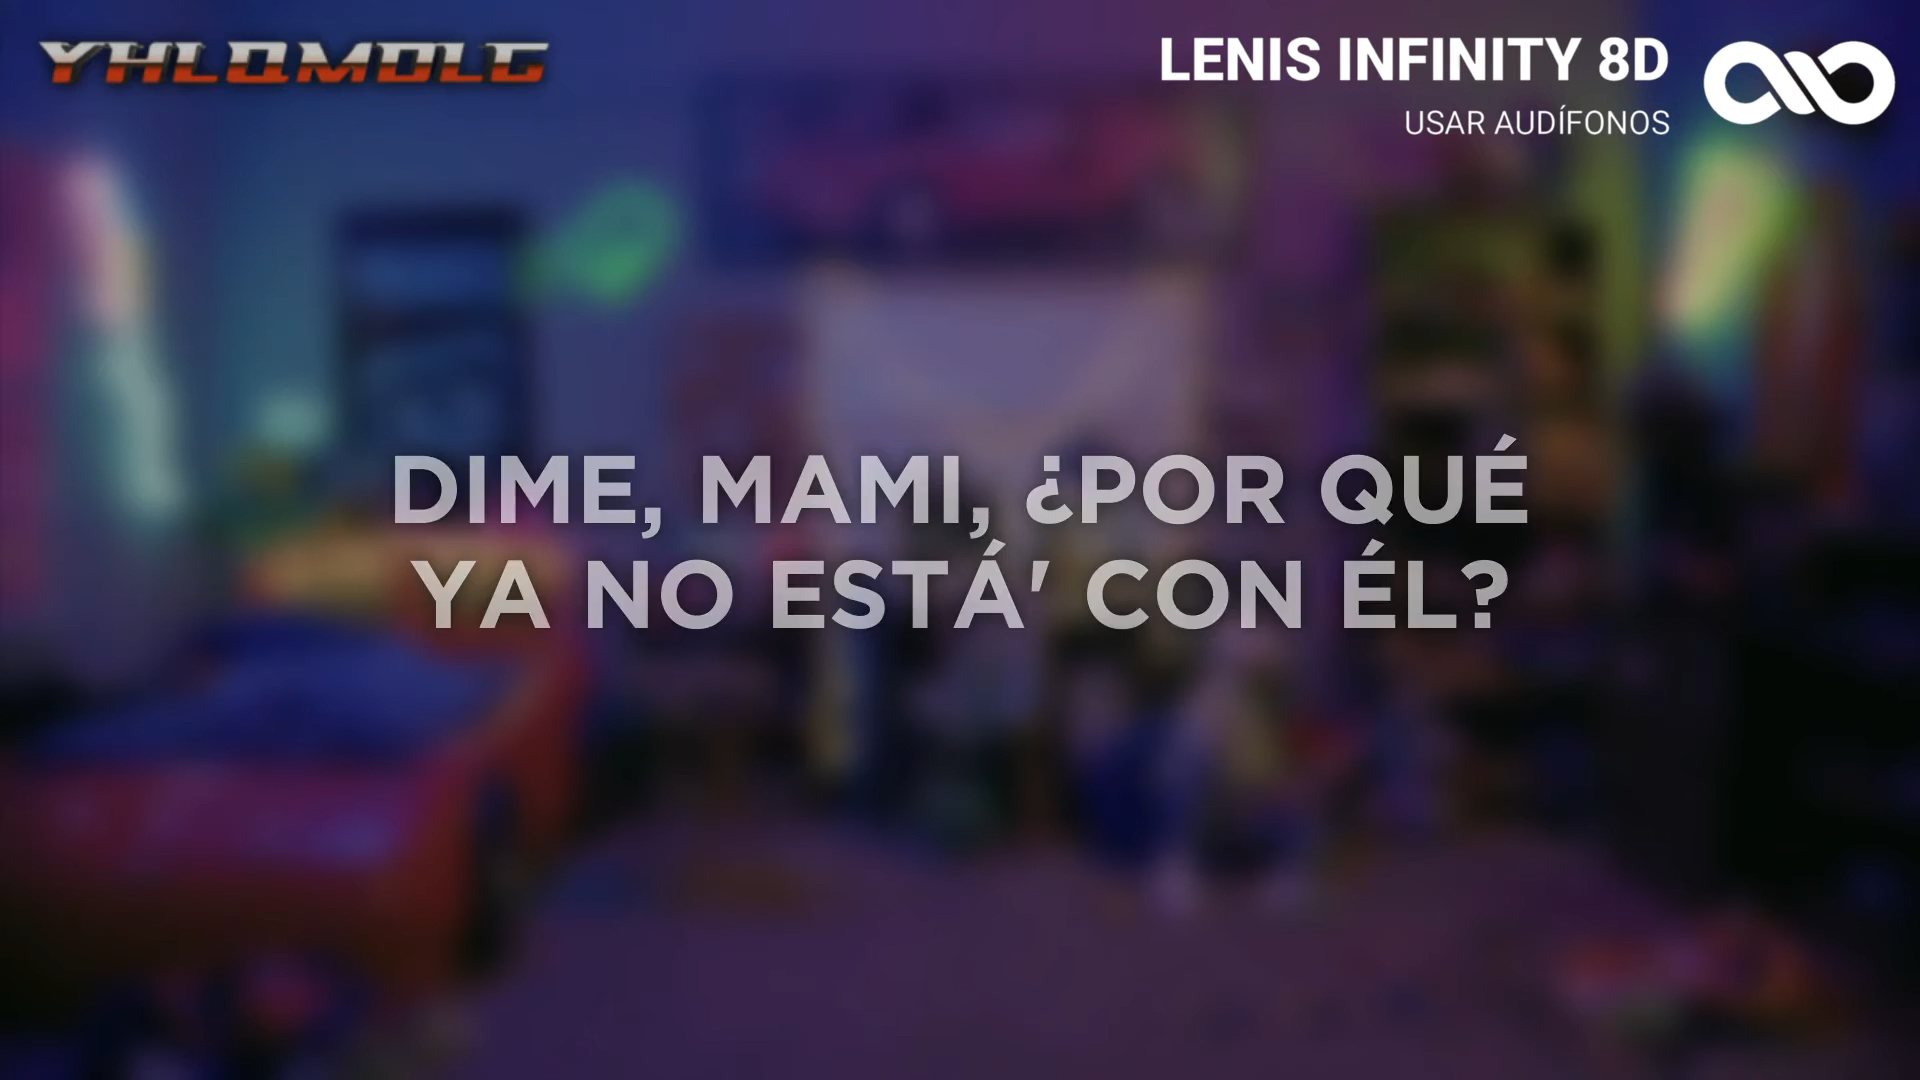 YHLQMDLG
LENIS INFINITY 8D
USAR AUDÍFONOS
DIME, MAMI, ¿POR QUÉ
YA NO ESTÁ' CON ÉL?